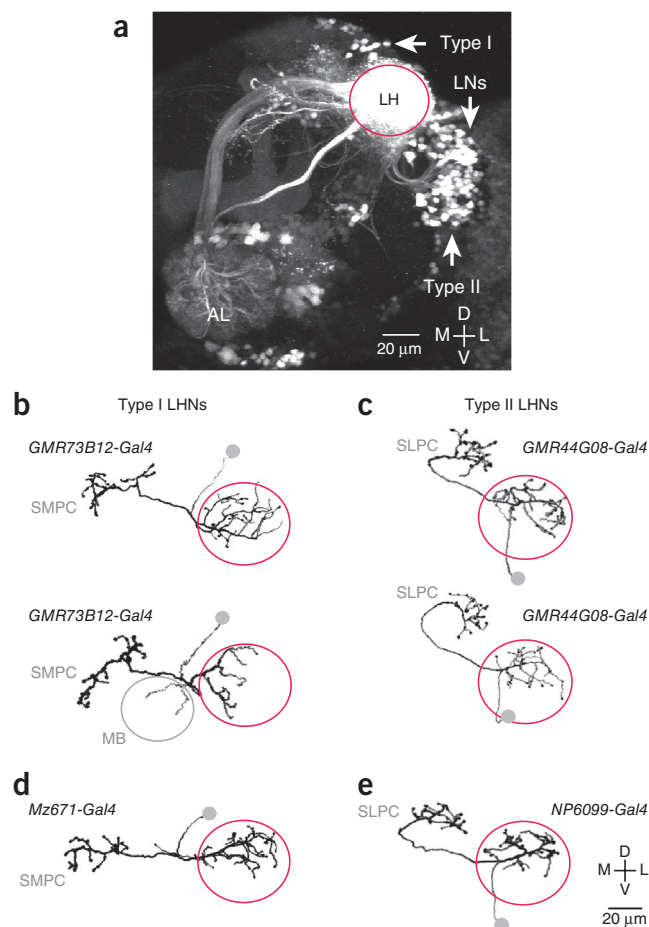 a
Type I
LH
LNs
Type II
AL
20 μm
D
M L
V
b
Type I LHNs
GMR73B12-Gal4
SMPC
GMR73B12-Gal4
SMPC
MB
c
Type II LHNs
SLPC
GMR44G08-Gal4
SLPC
GMR44G08-Gal4
d
Mz671-Gal4
SMPC
e
NP6099-Gal4
SLPC
D
M L
V
20 μm